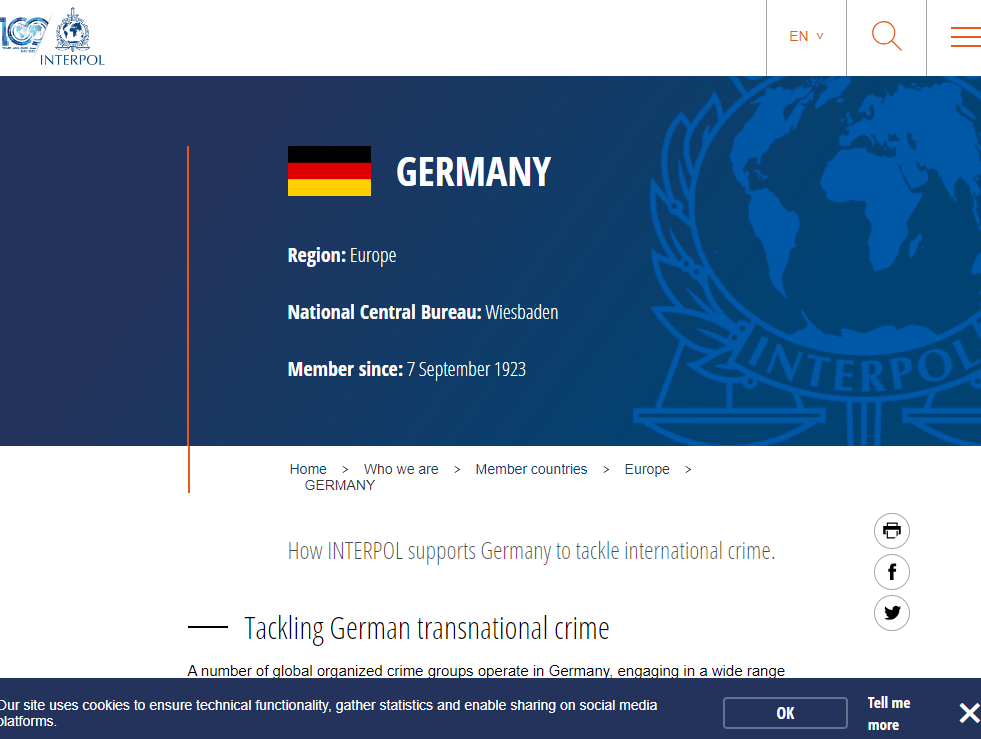 100
INTERPOL
EN
GERMANY
Region: Europe
National Central Bureau: Wiesbaden
Member since: 7 September 1923
INTERPOL
Home > Who we are > Member countries > Europe >
GERMANY
How INTERPOL supports Germany to tackle international crime.
Tackling German transnational crime
A number of global organized crime groups operate in Germany, engaging in a wide range
Our site uses cookies to ensure technical functionality, gather statistics and enable sharing on social media
platforms.
OK
Tell me
more